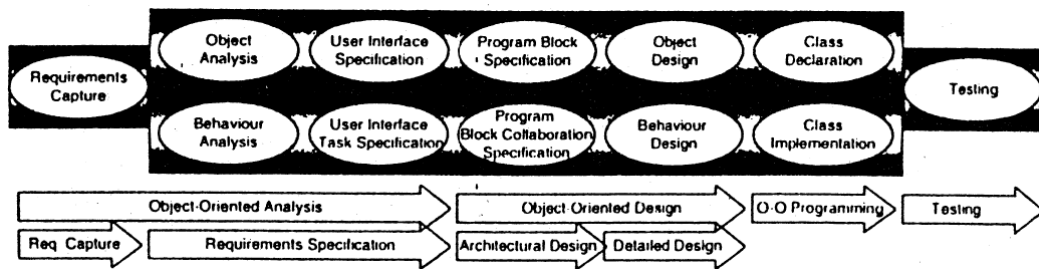 Object
Analysis
User Interface
Specification
Program Block
Specification
Object
Design
Class
Declaration
Requirements
Capture
Testing
Behaviour
Analysis
User Interface
Task Specification
Program
Block Collaboration
Specification
Behaviour
Design
Class
Implementation
Object-Oriented Analysis
Object-Oriented Design
O-O Programming
Testing
Req. Capture
Requirements Specification
Architectural Design
Detailed Design